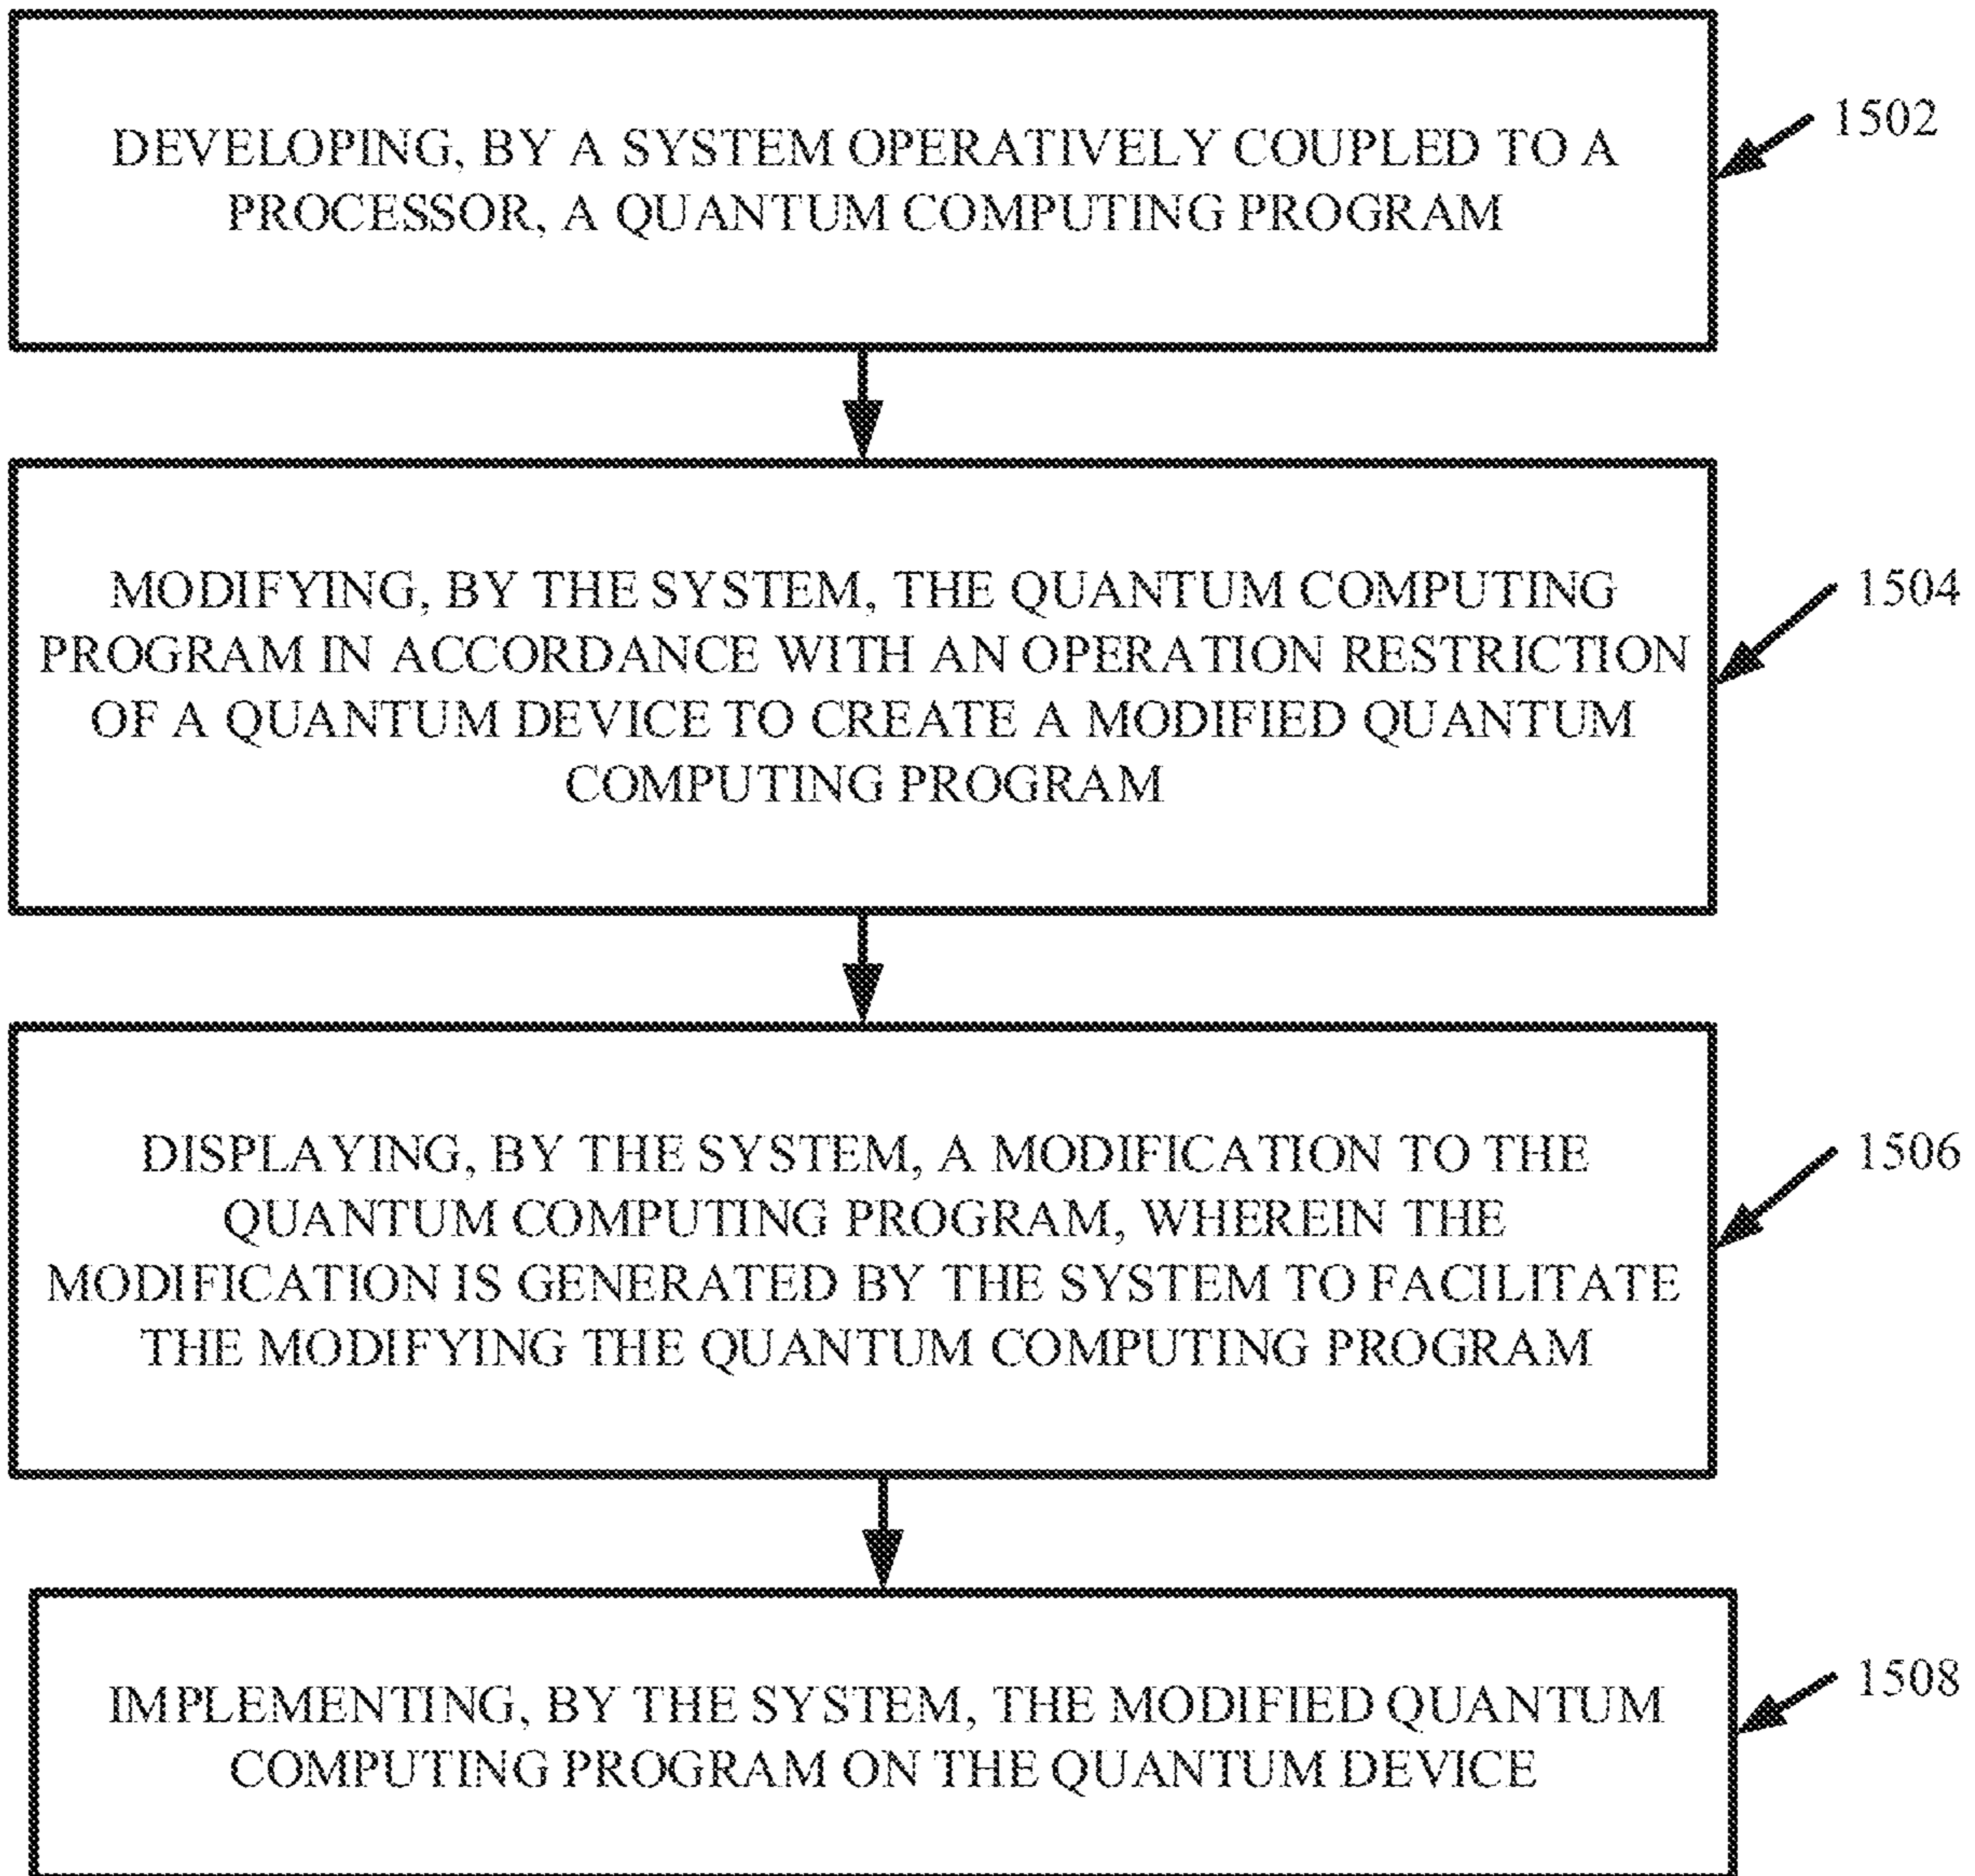 DEVELOPING, BY A SYSTEM OPERATIVELY COUPLED TO A
PROCESSOR, A QUANTUM COMPUTING PROGRAM
1502
MODIFYING, BY THE SYSTEM, THE QUANTUM COMPUTING
PROGRAM IN ACCORDANCE WITH AN OPERATION RESTRICTION
OF A QUANTUM DEVICE TO CREATE A MODIFIED QUANTUM
COMPUTING PROGRAM
1504
DISPLAYING, BY THE SYSTEM, A MODIFICATION TO THE
QUANTUM COMPUTING PROGRAM, WHEREIN THE
MODIFICATION IS GENERATED BY THE SYSTEM TO FACILITATE
THE MODIFYING THE QUANTUM COMPUTING PROGRAM
1506
IMPLEMENTING, BY THE SYSTEM, THE MODIFIED QUANTUM
COMPUTING PROGRAM ON THE QUANTUM DEVICE
1508